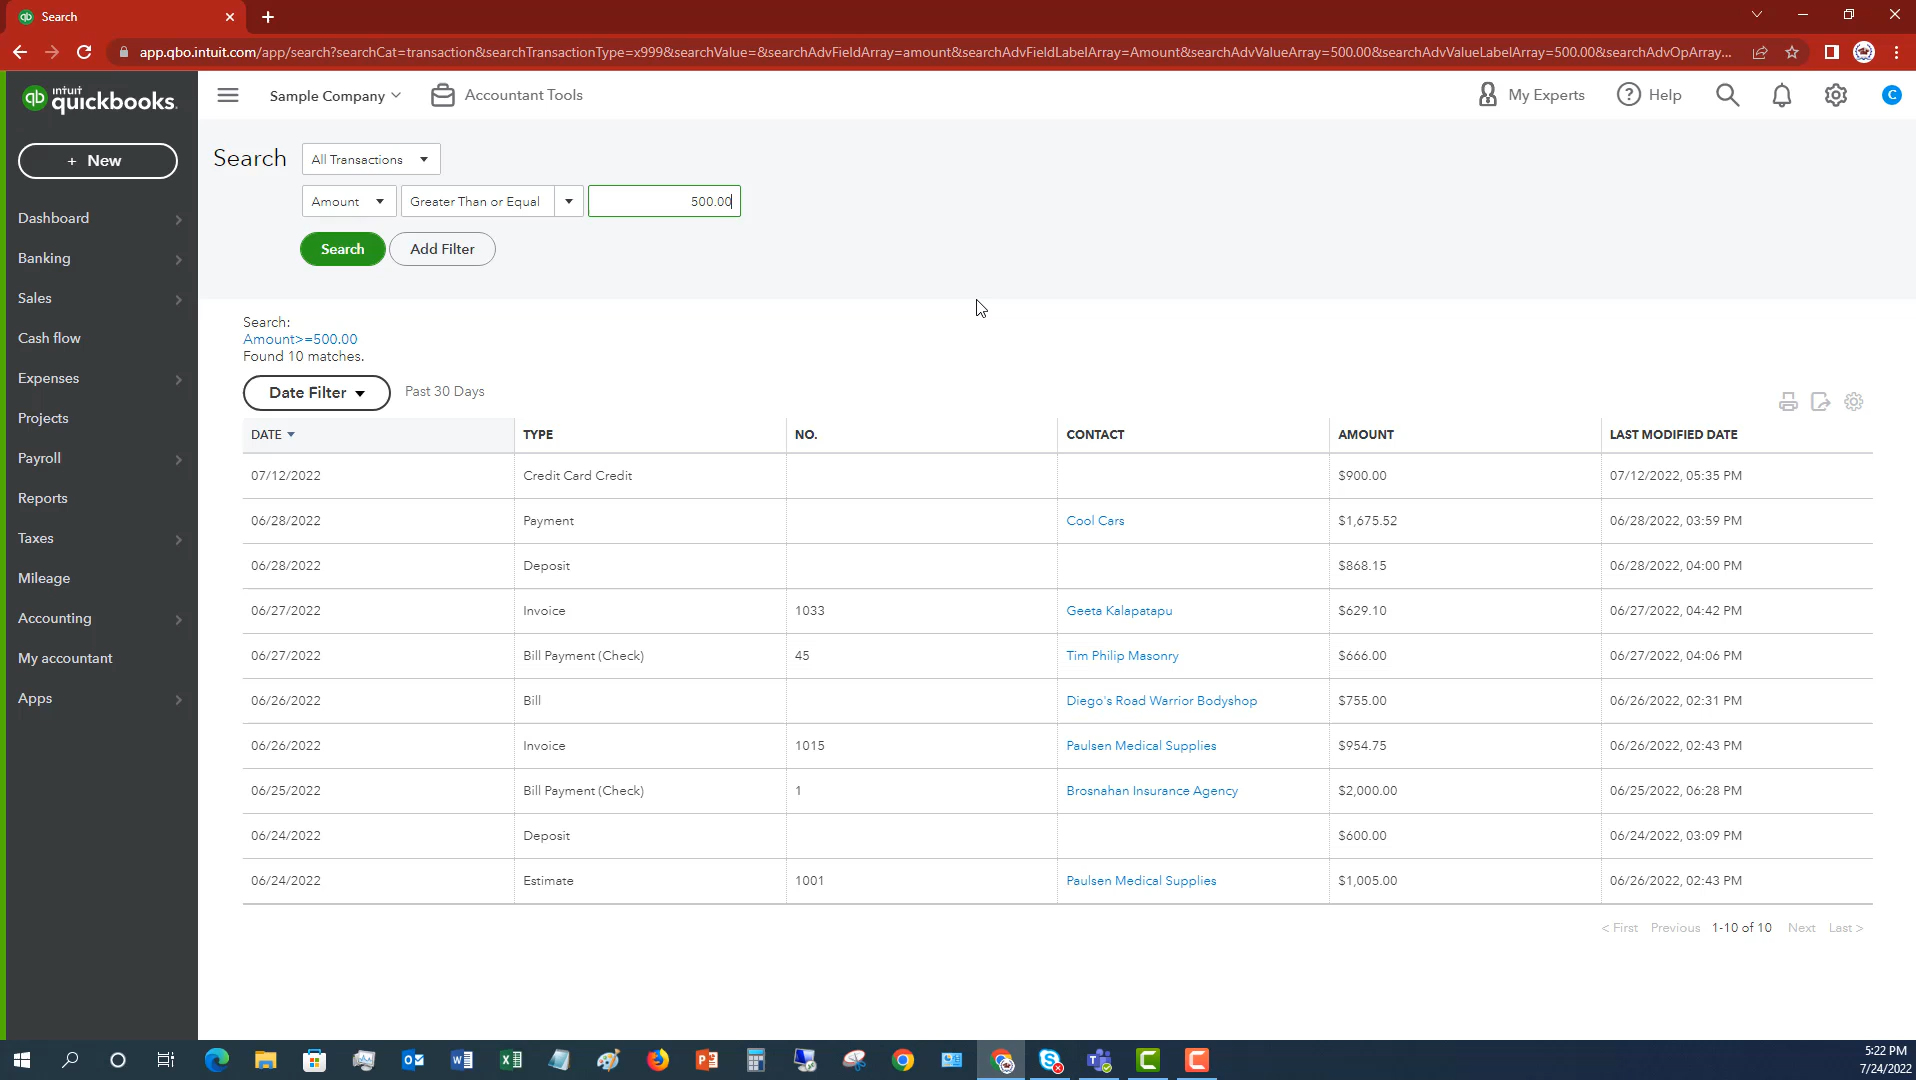 Search
app.qbo.intuit.com/app/search?searchCat=transaction&searchTransactionType=x999&searchValue=&searchAdvFieldArray=amount&searchAdvFieldLabelArray=Amount&searchAdvValueArray=500.00&searchAdvValueLabelArray=500.00&searchAdvOpArray...
intuit
quickbooks.
Sample Company
Accountant Tools
My Experts
Help
C
+ New
Dashboard
Banking
Sales
Cash flow
Expenses
Projects
Payroll
Reports
Taxes
Mileage
Accounting
My accountant
Apps
Search All Transactions
Amount Greater Than or Equal 500.00
Search Add Filter
Search:
Amount>=500.00
Found 10 matches.
Date Filter Past 30 Days
DATE TYPE NO. CONTACT AMOUNT LAST MODIFIED DATE
07/12/2022 Credit Card Credit $900.00 07/12/2022, 05:35 PM
06/28/2022 Payment Cool Cars $1,675.52 06/28/2022, 03:59 PM
06/28/2022 Deposit $868.15 06/28/2022, 04:00 PM
06/27/2022 Invoice 1033 Geeta Kalapatapu $629.10 06/27/2022, 04:42 PM
06/27/2022 Bill Payment (Check) 45 Tim Philip Masonry $666.00 06/27/2022, 04:06 PM
06/26/2022 Bill Diego's Road Warrior Bodyshop $755.00 06/26/2022, 02:31 PM
06/26/2022 Invoice 1015 Paulsen Medical Supplies $954.75 06/26/2022, 02:43 PM
06/25/2022 Bill Payment (Check) 1 Brosnahan Insurance Agency $2,000.00 06/25/2022, 06:28 PM
06/24/2022 Deposit $600.00 06/24/2022, 03:09 PM
06/24/2022 Estimate 1001 Paulsen Medical Supplies $1,005.00 06/26/2022, 02:43 PM
< First Previous 1-10 of 10 Next Last >
5:22 PM
7/24/2022